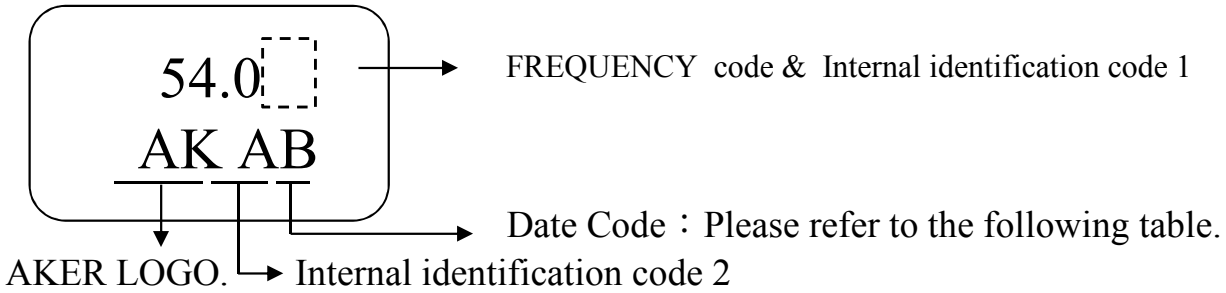 54.0
FREQUENCY code & Internal identification code 1
AK AB
Date Code：Please refer to the following table.
AKER LOGO.
Internal identification code 2